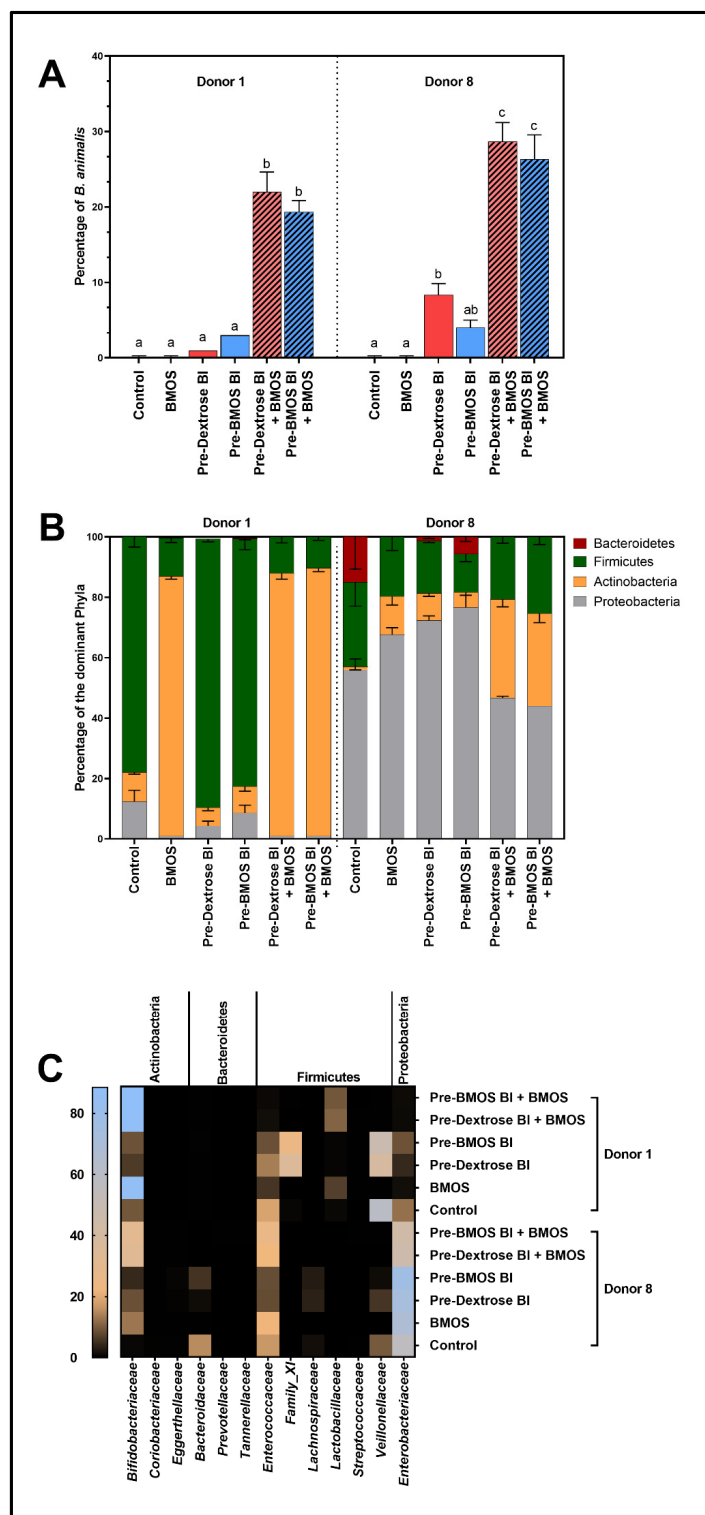 A
40
30
20
10
0
Percentage of B. animalis
Donor 1
Donor 8
a
a
a
a
b
b
a
a
b
ab
c
c
Control
BMOS
Pre-Dextrose BI
Pre-BMOS BI
Pre-Dextrose BI
+ BMOS
Pre-BMOS BI
+ BMOS
Control
BMOS
Pre-Dextrose BI
Pre-BMOS BI
Pre-Dextrose BI
+ BMOS
Pre-BMOS BI
+ BMOS
B
Donor 1
Donor 8
100
80
60
40
20
0
Percentage of the dominant Phyla
Bacteroidetes
Firmicutes
Actinobacteria
Proteobacteria
Control
BMOS
Pre-Dextrose BI
Pre-BMOS BI
Pre-Dextrose BI
+ BMOS
Pre-BMOS BI
+ BMOS
Control
BMOS
Pre-Dextrose BI
Pre-BMOS BI
Pre-Dextrose BI
+ BMOS
Pre-BMOS BI
+ BMOS
C
Actinobacteria
Bacteroidetes
Firmicutes
Proteobacteria
80
60
40
20
0
Pre-BMOS BI + BMOS
Pre-Dextrose BI + BMOS
Pre-BMOS BI
Pre-Dextrose BI
BMOS
Control
Donor 1
Pre-BMOS BI + BMOS
Pre-Dextrose BI + BMOS
Pre-BMOS BI
Pre-Dextrose BI
BMOS
Control
Donor 8
Bifidobacteriaceae
Coriobacteriaceae
Eggerthellaceae
Bacteroidaceae
Prevotellaceae
Tannerellaceae
Enterococcaceae
Family_XI
Lachnospiraceae
Lactobacillaceae
Streptococcaceae
Veillonellaceae
Enterobacteriaceae